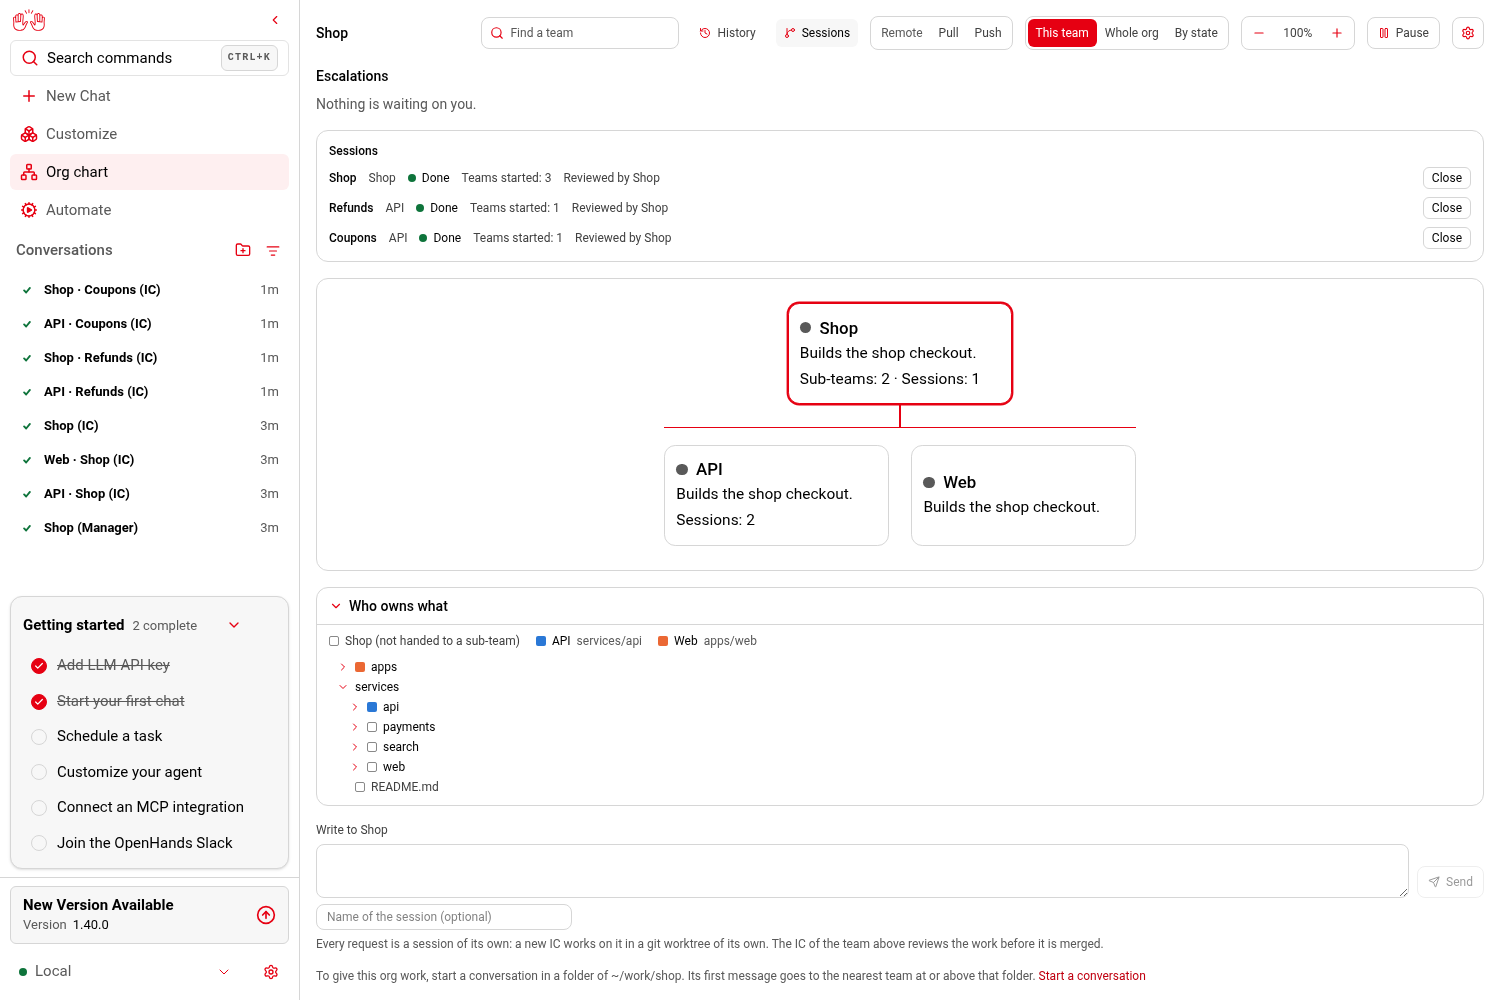 Search commands
CTRL+K
New Chat
Customize
Org chart
Automate
Conversations
Shop · Coupons (IC) 1m
API · Coupons (IC) 1m
Shop · Refunds (IC) 1m
API · Refunds (IC) 1m
Shop (IC) 3m
Web · Shop (IC) 3m
API · Shop (IC) 3m
Shop (Manager) 3m
Getting started 2 complete
Add LLM API key
Start your first chat
Schedule a task
Customize your agent
Connect an MCP integration
Join the OpenHands Slack
New Version Available
Version 1.40.0
Local
Shop Find a team History Sessions Remote Pull Push This team Whole org By state 100% Pause
Escalations
Nothing is waiting on you.
Sessions
Shop Shop Done Teams started: 3 Reviewed by Shop Close
Refunds API Done Teams started: 1 Reviewed by Shop Close
Coupons API Done Teams started: 1 Reviewed by Shop Close
Shop
Builds the shop checkout.
Sub-teams: 2 · Sessions: 1
API
Builds the shop checkout.
Sessions: 2
Web
Builds the shop checkout.
Who owns what
Shop (not handed to a sub-team) API services/api Web apps/web
apps
services
api
payments
search
web
README.md
Write to Shop
Send
Name of the session (optional)
Every request is a session of its own: a new IC works on it in a git worktree of its own. The IC of the team above reviews the work before it is merged.
To give this org work, start a conversation in a folder of ~/work/shop. Its first message goes to the nearest team at or above that folder. Start a conversation